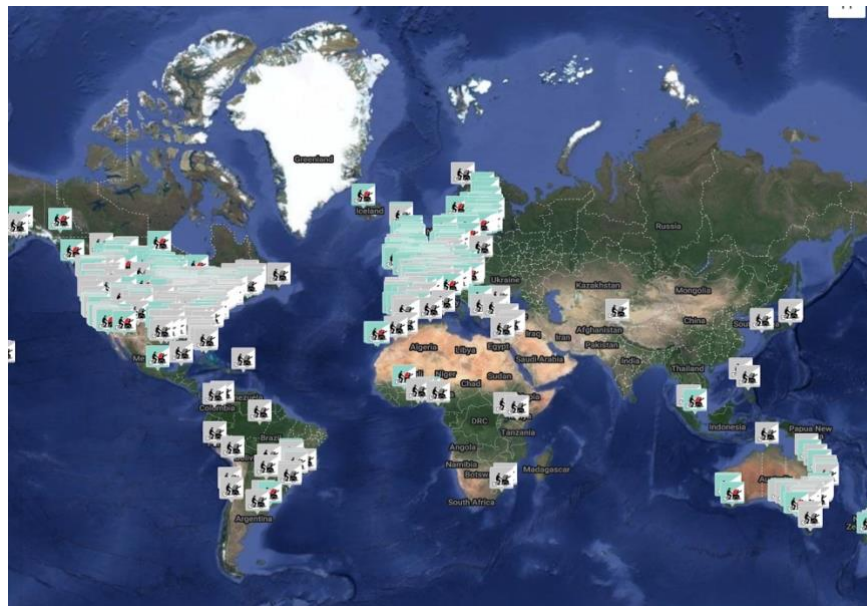 Greenland
Iceland
Russia
Ukraine
Kazakhstan
Mongolia
Afghanistan
China
Iraq
Iran
Pakistan
Algeria
Libya
Egypt
Saudi Arabia
India
Niger
Chad
Sudan
Thailand
Colombia
DRC
Tanzania
Indonesia
Papua New
Angola
Namibia
Botsw
Madagascar
South Africa
Argentina